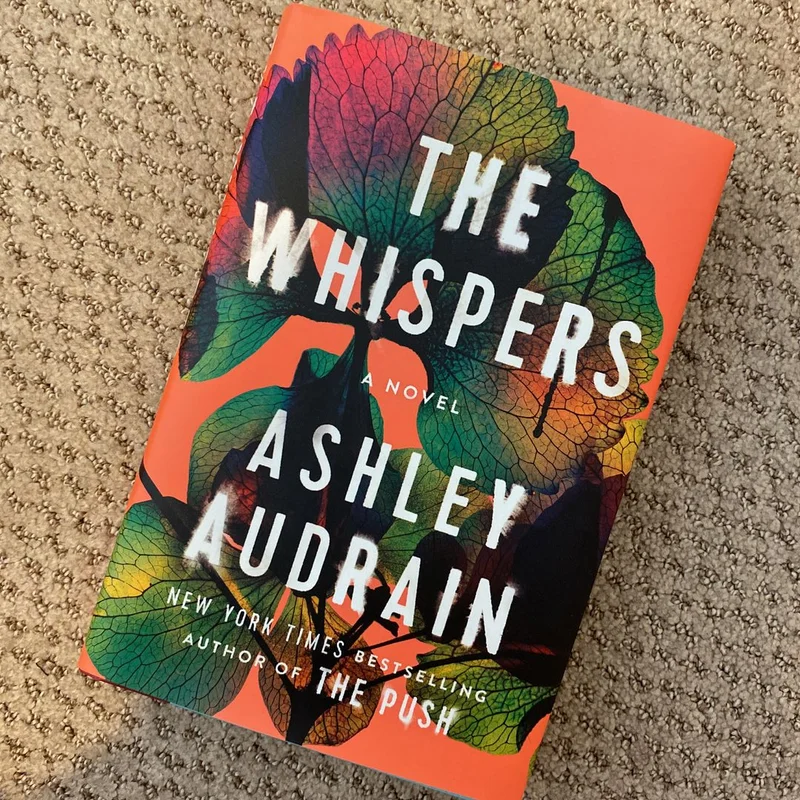 THE
WHISPERS
A NOVEL
ASHLEY
AUDRAIN
NEW YORK TIMES BESTSELLING
AUTHOR OF THE PUSH